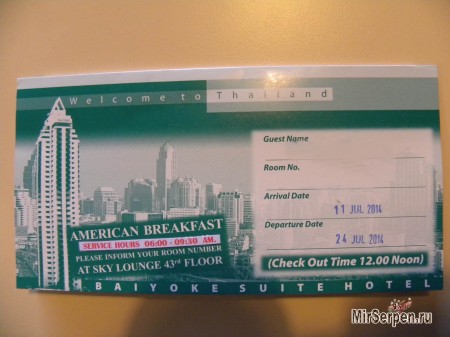 Welcome to Thailand
Guest Name
Room No.
Arrival Date
11 JUL 2014
Departure Date
24 JUL 2014
(Check Out Time 12.00 Noon)
AMERICAN BREAKFAST
SERVICE HOURS 06:00 - 09:30 AM.
PLEASE INFORM YOUR ROOM NUMBER
AT SKY LOUNGE 43rd FLOOR
BAIYOKE SUITE HOTEL
MirSerpen.ru